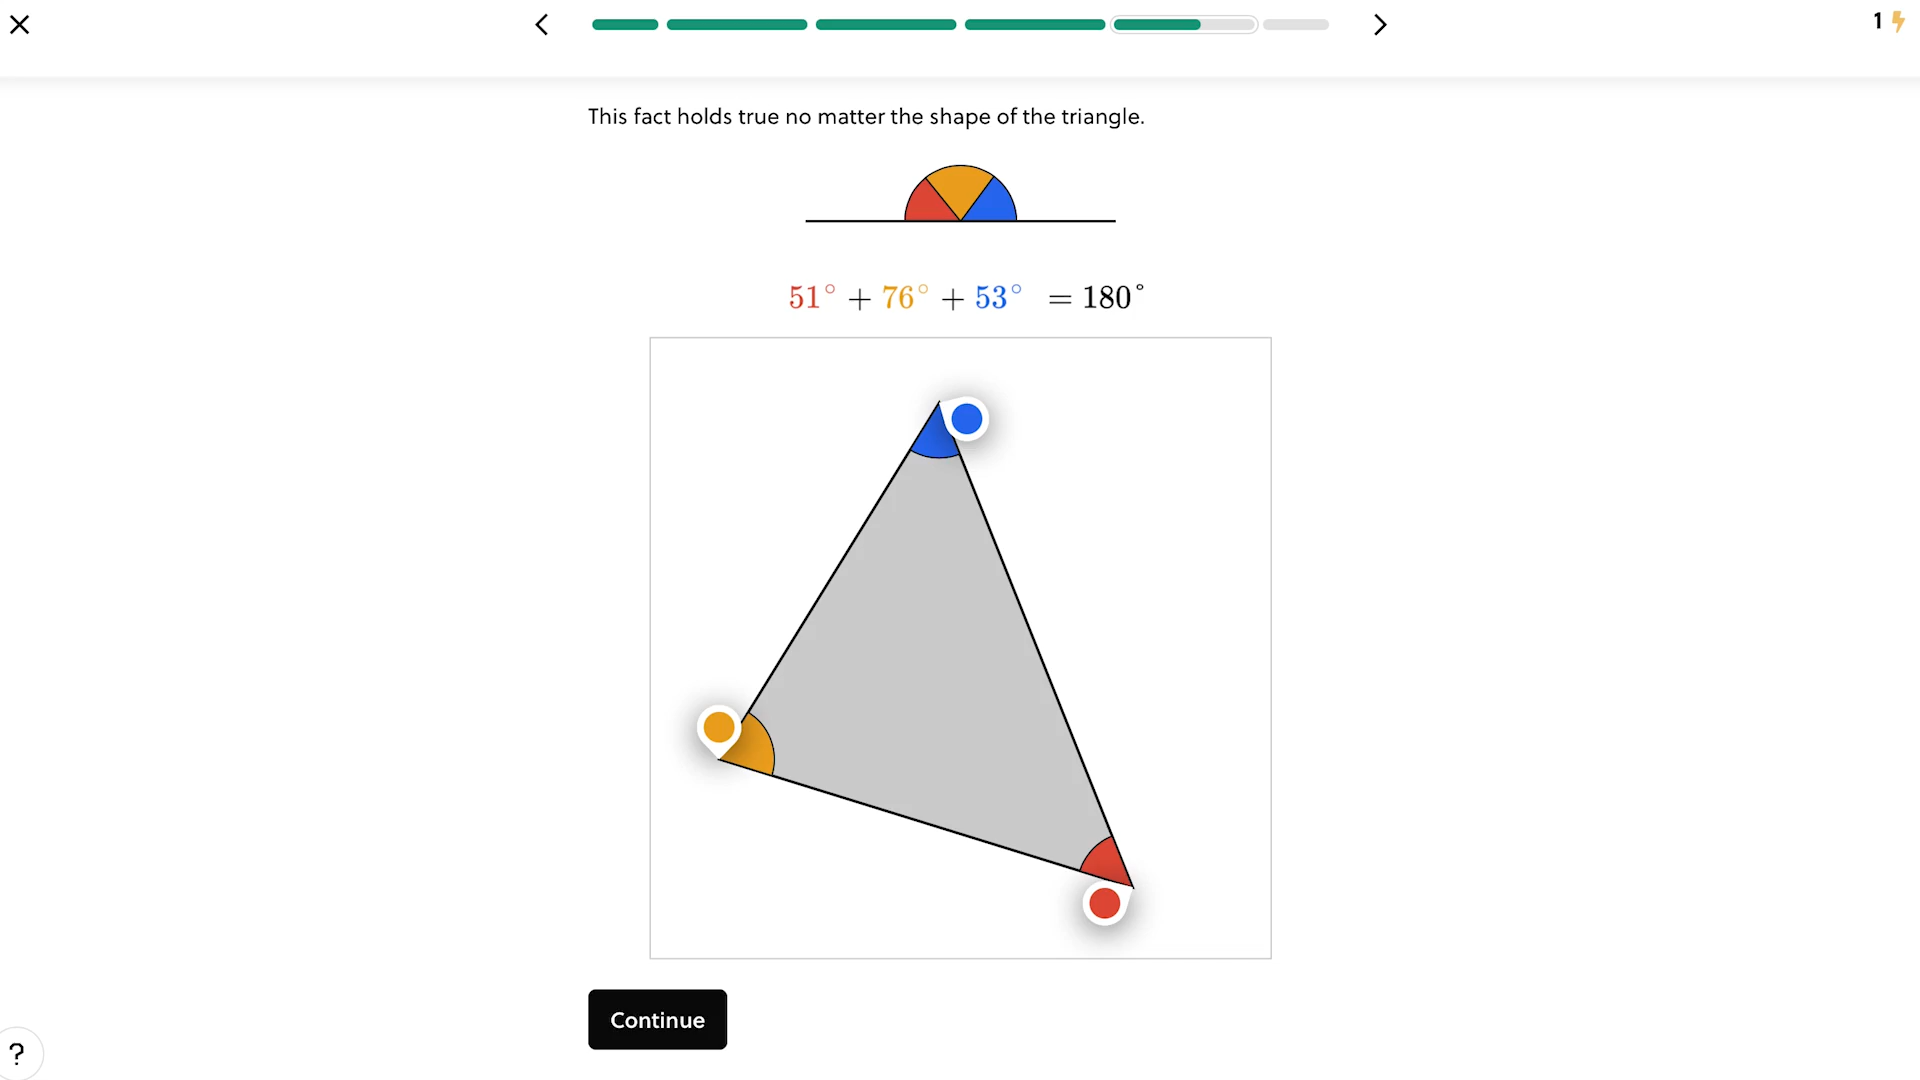 1
This fact holds true no matter the shape of the triangle.
51° + 76° + 53° = 180°
Continue
?